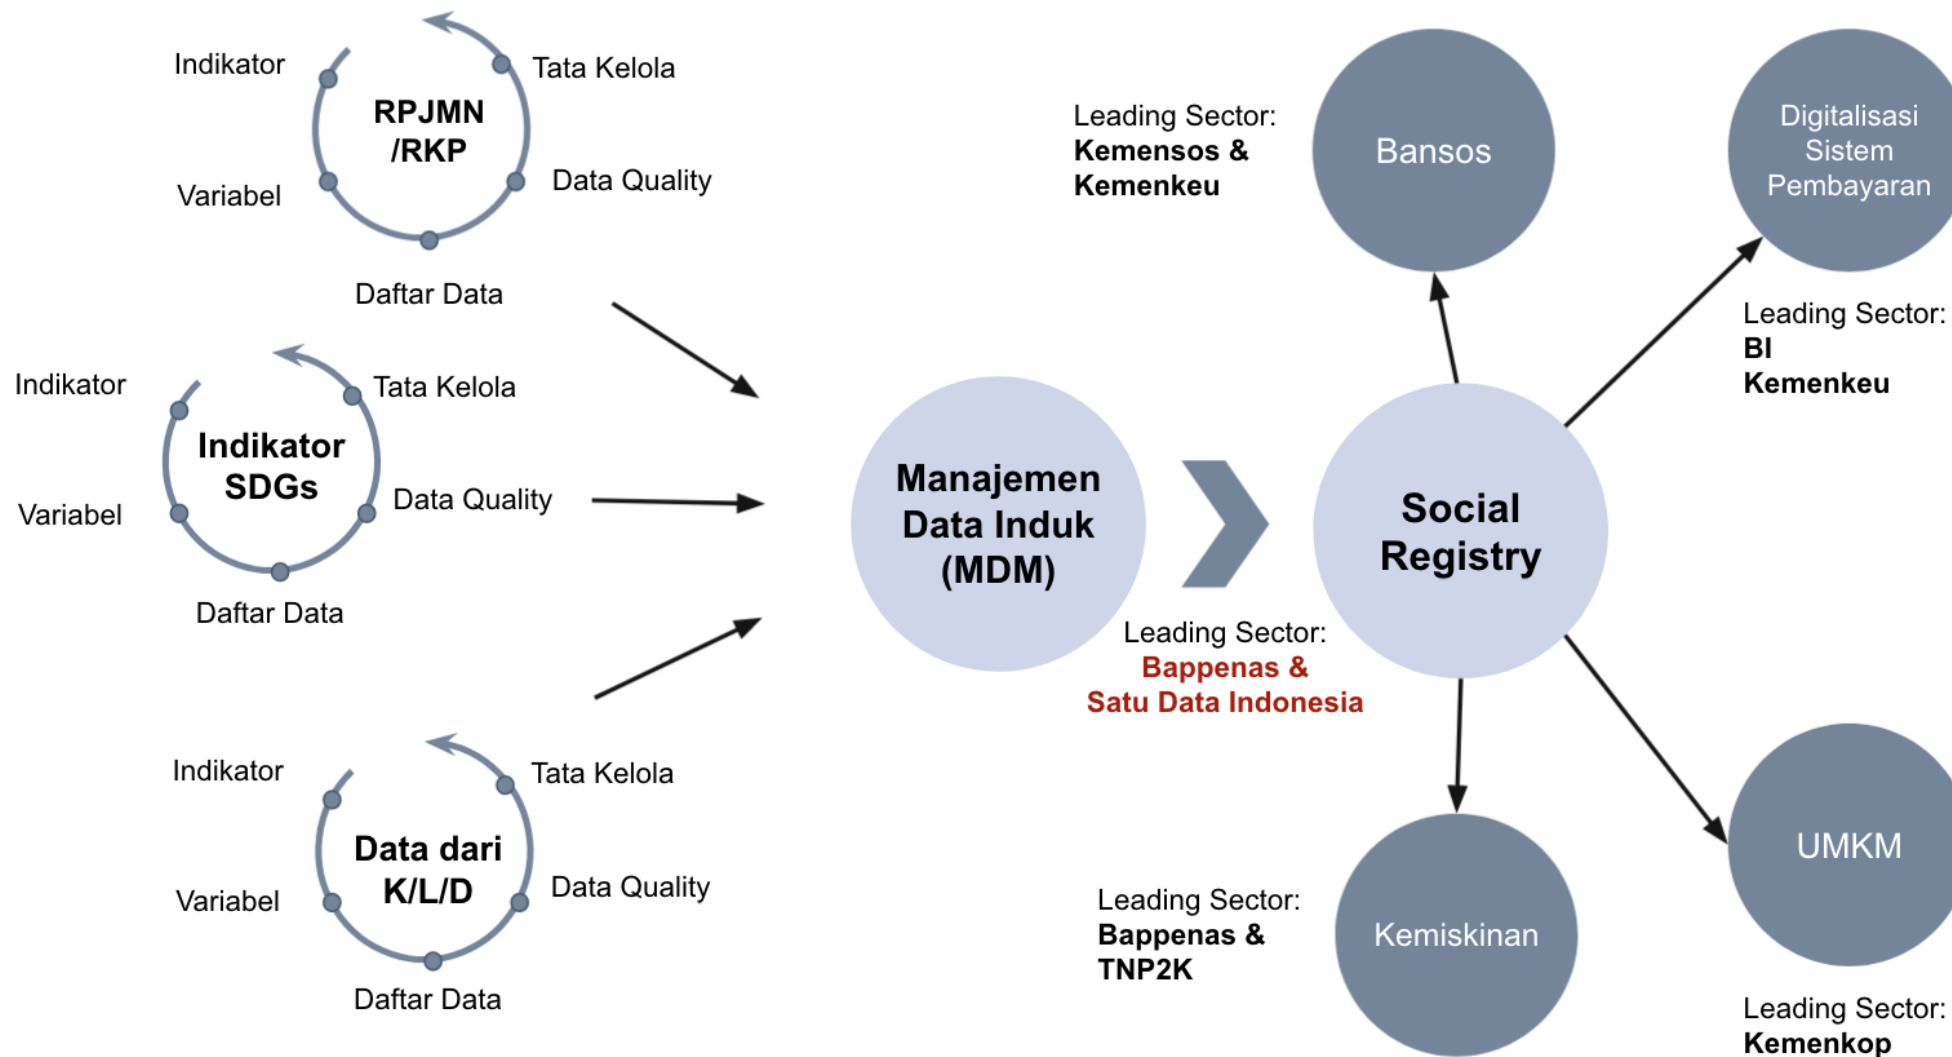 Indikator
Tata Kelola
RPJMN
/RKP
Variabel
Data Quality
Daftar Data
Indikator
Tata Kelola
Indikator
SDGs
Variabel
Data Quality
Daftar Data
Indikator
Tata Kelola
Data dari
K/L/D
Variabel
Data Quality
Daftar Data
Manajemen
Data Induk
(MDM)
Leading Sector:
Bappenas &
Satu Data Indonesia
Social
Registry
Leading Sector:
Kemensos &
Kemenkeu
Bansos
Digitalisasi
Sistem
Pembayaran
Leading Sector:
BI
Kemenkeu
Leading Sector:
Bappenas &
TNP2K
Kemiskinan
UMKM
Leading Sector:
Kemenkop